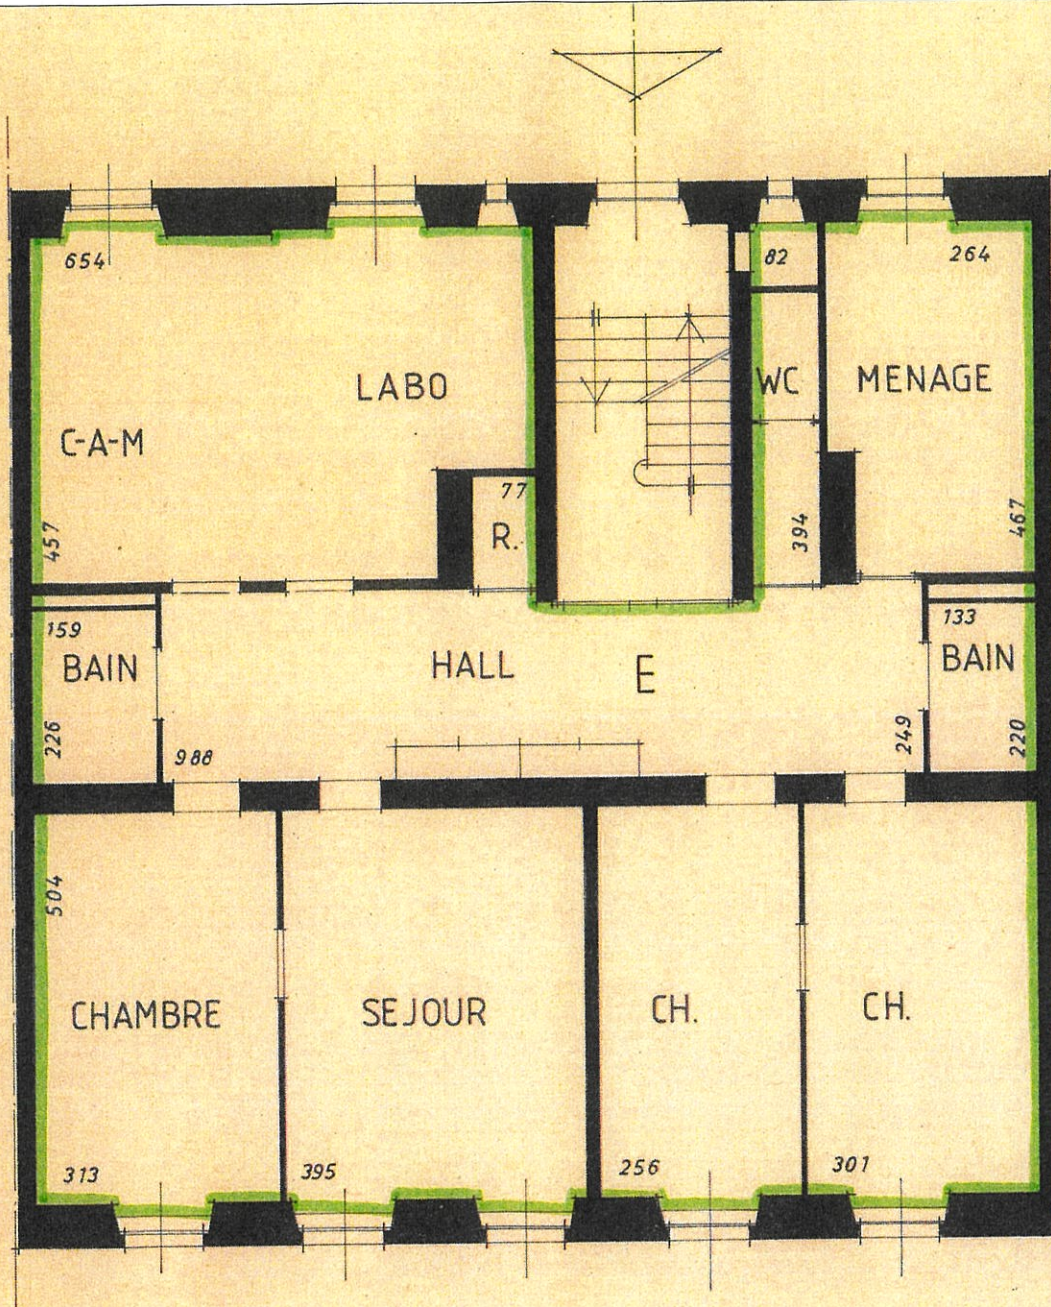 654
82
264
LABO
WC
MENAGE
C-A-M
77
R.
457
394
467
159
133
BAIN
HALL
E
BAIN
226
988
249
220
504
CHAMBRE
SEJOUR
CH.
CH.
313
395
256
301